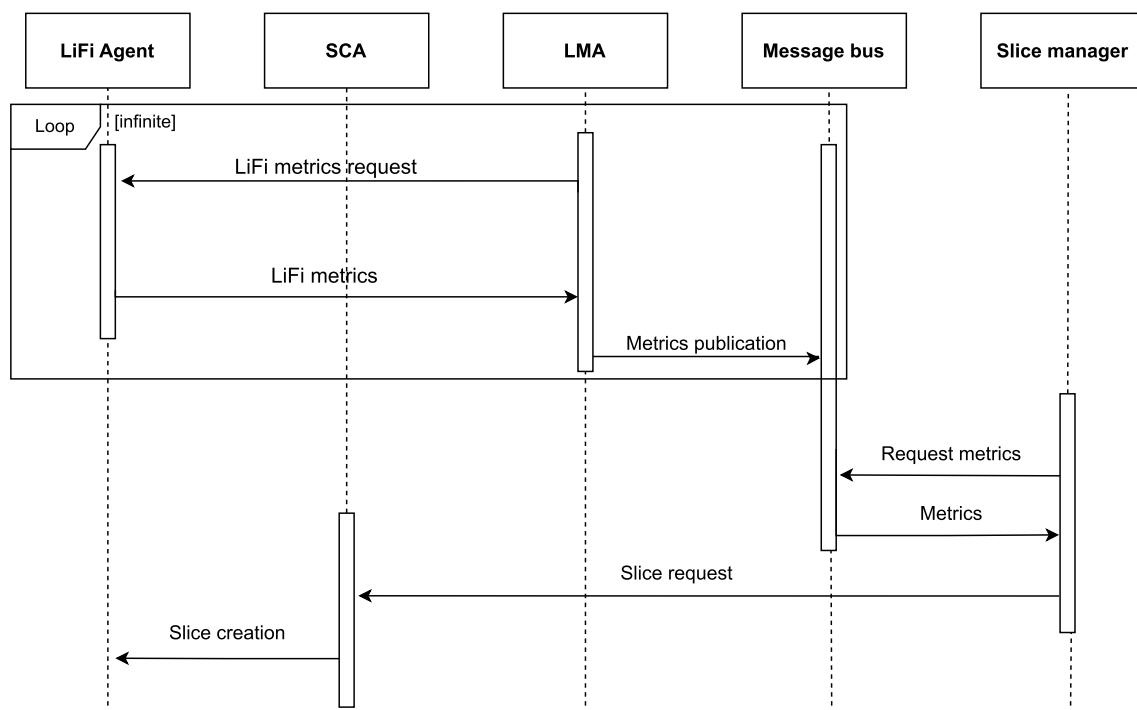 LiFi Agent
SCA
LMA
Message bus
Slice manager
Loop
[infinite]
LiFi metrics request
LiFi metrics
Metrics publication
Request metrics
Metrics
Slice request
Slice creation